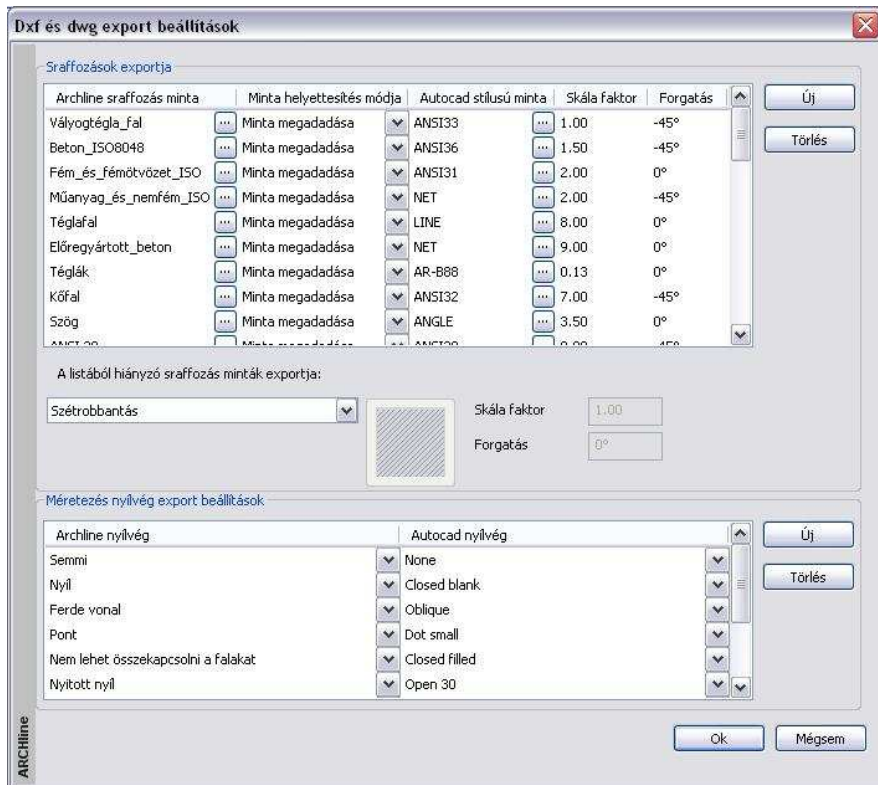 Dxf és dwg export beállítások
Sraffozások exportja
Archline sraffozás minta Minta helyettesítés módja Autocad stílusú minta Skála faktor Forgatás
Új
Vályogtégla_fal ... Minta megadadása ANSI33 ... 1.00 -45°
Törlés
Beton_ISO8048 ... Minta megadadása ANSI36 ... 1.50 -45°
Fém_és_fémötvözet_ISO ... Minta megadadása ANSI31 ... 2.00 0°
Műanyag_és_nemfém_ISO ... Minta megadadása NET ... 2.00 -45°
Téglafal ... Minta megadadása LINE ... 8.00 0°
Előregyártott_beton ... Minta megadadása NET ... 9.00 0°
Téglák ... Minta megadadása AR-B88 ... 0.13 0°
Kőfal ... Minta megadadása ANSI32 ... 7.00 -45°
Szög ... Minta megadadása ANGLE ... 3.50 0°
A listából hiányzó sraffozás minták exportja:
Szétrobbantás
Skála faktor 1.00
Forgatás 0°
Méretezés nyílvég export beállítások
Archline nyílvég Autocad nyílvég
Új
Semmi None
Törlés
Nyíl Closed blank
Ferde vonal Oblique
Pont Dot small
Nem lehet összekapcsolni a falakat Closed filled
Nyitott nyíl Open 30
Ok Mégsem
ARCHline